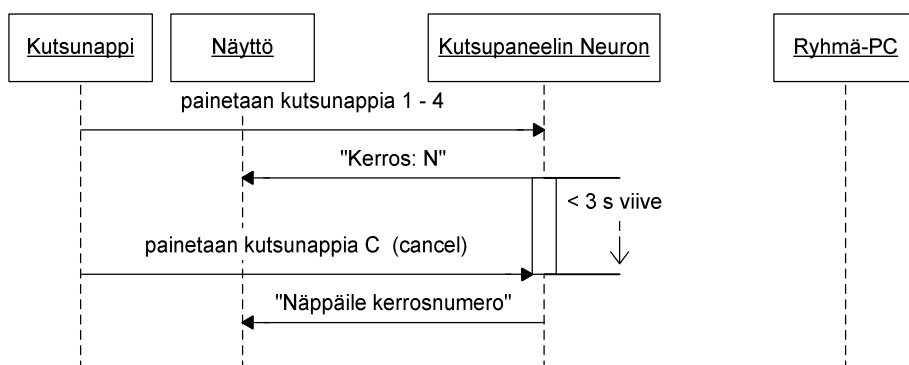 Kutsunappi
Näyttö
Kutsupaneelin Neuron
Ryhmä-PC
painetaan kutsunappia 1 - 4
"Kerros: N"
< 3 s viive
painetaan kutsunappia C (cancel)
"Näppäile kerrosnumero"